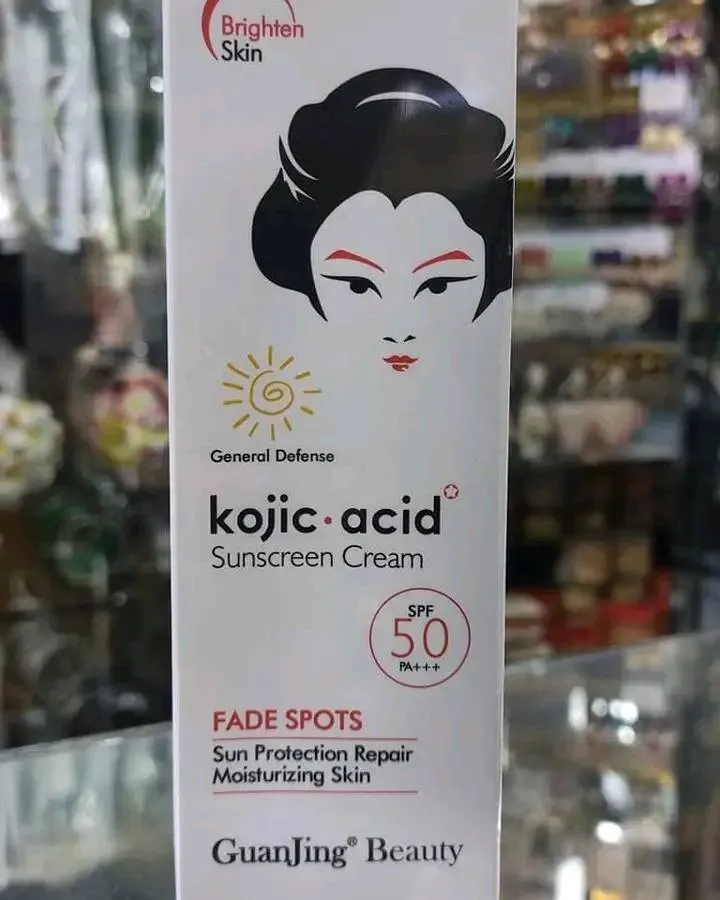 Brighten
Skin
General Defense
kojic·acid
Sunscreen Cream
SPF
50
PA+++
FADE SPOTS
Sun Protection Repair
Moisturizing Skin
GuanJing® Beauty